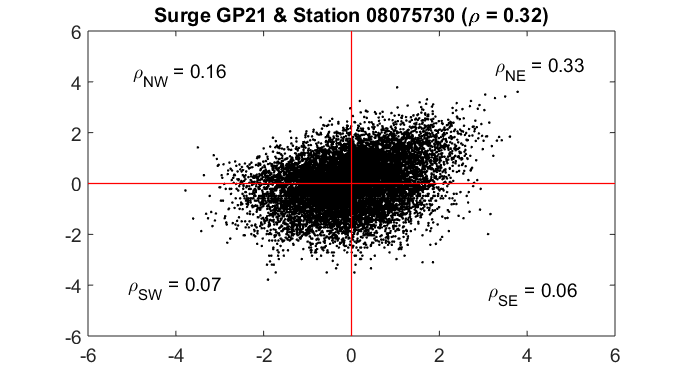 Surge GP21 & Station 08075730 (ρ = 0.32)
6
ρNW = 0.16
ρNE = 0.33
4
2
0
-2
-4
ρSW = 0.07
ρSE = 0.06
-6
-6 -4 -2 0 2 4 6